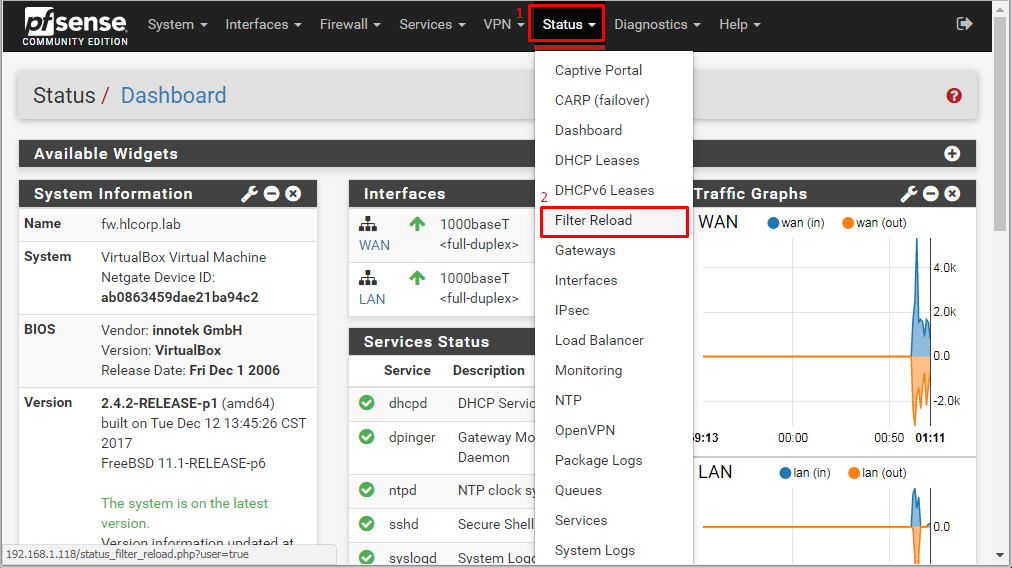 pfsense
COMMUNITY EDITION
System
Interfaces
Firewall
Services
VPN
1
Status
Diagnostics
Help
Status / Dashboard
Available Widgets
System Information
Name
fw.hlcorp.lab
System
VirtualBox Virtual Machine
Netgate Device ID:
ab0863459dae21ba94c2
BIOS
Vendor: innotek GmbH
Version: VirtualBox
Release Date: Fri Dec 1 2006
Version
2.4.2-RELEASE-p1 (amd64)
built on Tue Dec 12 13:45:26 CST
2017
FreeBSD 11.1-RELEASE-p6
The system is on the latest
version.
Version information updated at
192.168.1.118/status_filter_reload.php?user=true
Interfaces
WAN
1000baseT
<full-duplex>
LAN
1000baseT
<full-duplex>
Services Status
Service
Description
dhcpd
DHCP Servic
dpinger
Gateway Mo
Daemon
ntpd
NTP clock sy
sshd
Secure Shell
syslogd
System Logg
Captive Portal
CARP (failover)
Dashboard
DHCP Leases
DHCPv6 Leases
2
Filter Reload
Gateways
Interfaces
IPsec
Load Balancer
Monitoring
NTP
OpenVPN
Package Logs
Queues
Services
System Logs
Traffic Graphs
WAN
wan (in)
wan (out)
4.0k
2.0k
0.0
-2.0k
59:13
00:00
00:50
01:11
LAN
lan (in)
lan (out)
0.0